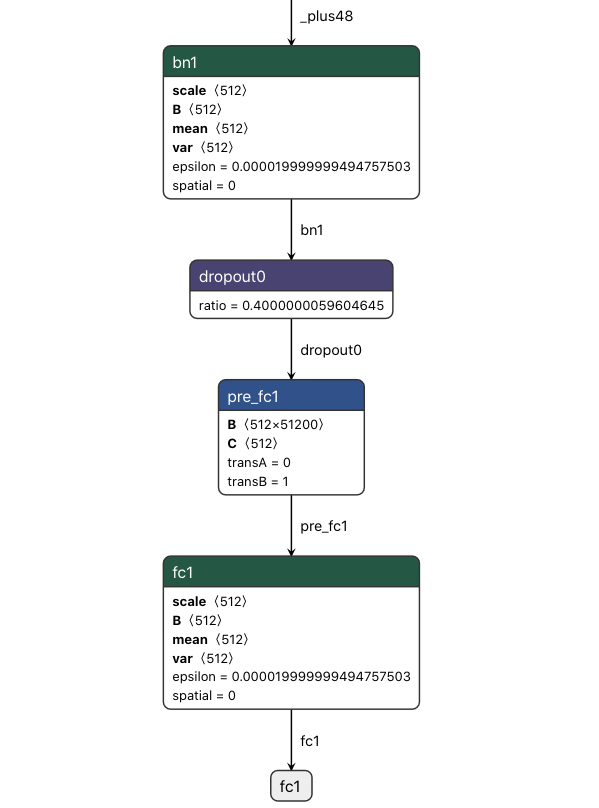 _plus48
bn1
scale〈512〉
B〈512〉
mean〈512〉
var〈512〉
epsilon = 0.000019999999494757503
spatial = 0
bn1
dropout0
ratio = 0.4000000059604645
dropout0
pre_fc1
B〈512×51200〉
C〈512〉
transA = 0
transB = 1
pre_fc1
fc1
scale〈512〉
B〈512〉
mean〈512〉
var〈512〉
epsilon = 0.000019999999494757503
spatial = 0
fc1
fc1